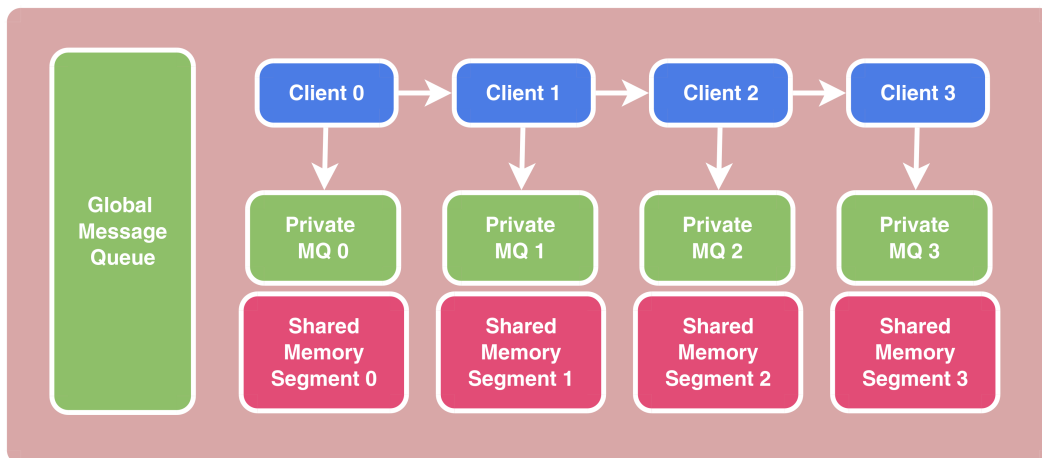 Global
Message
Queue
Client 0
Client 1
Client 2
Client 3
Private
MQ 0
Private
MQ 1
Private
MQ 2
Private
MQ 3
Shared
Memory
Segment 0
Shared
Memory
Segment 1
Shared
Memory
Segment 2
Shared
Memory
Segment 3